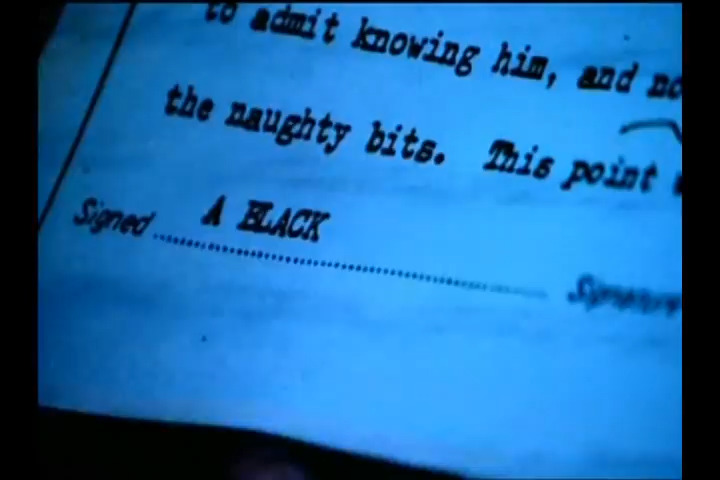 to admit knowing him, and no
the naughty bits. This point
Signed A BLACK